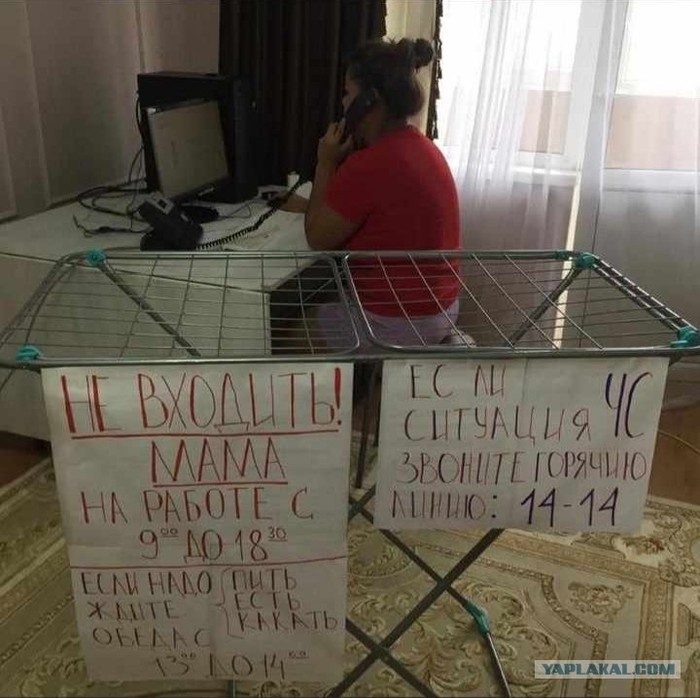 НЕ ВХОДИТЬ!
МАМА
НА РАБОТЕ С
9⁰⁰ ДО 18³⁰
ЕСЛИ НАДО { ПИТЬ
ЖДИТЕ { ЕСТЬ
ОБЕДА С { КАКАТЬ
13⁰⁰ ДО 14⁰⁰
ЕСЛИ
СИТУАЦИЯ ЧС
ЗВОНИТЕ ГОРЯЧУЮ
ЛИНИЮ: 14-14
YAPLAKAL.COM